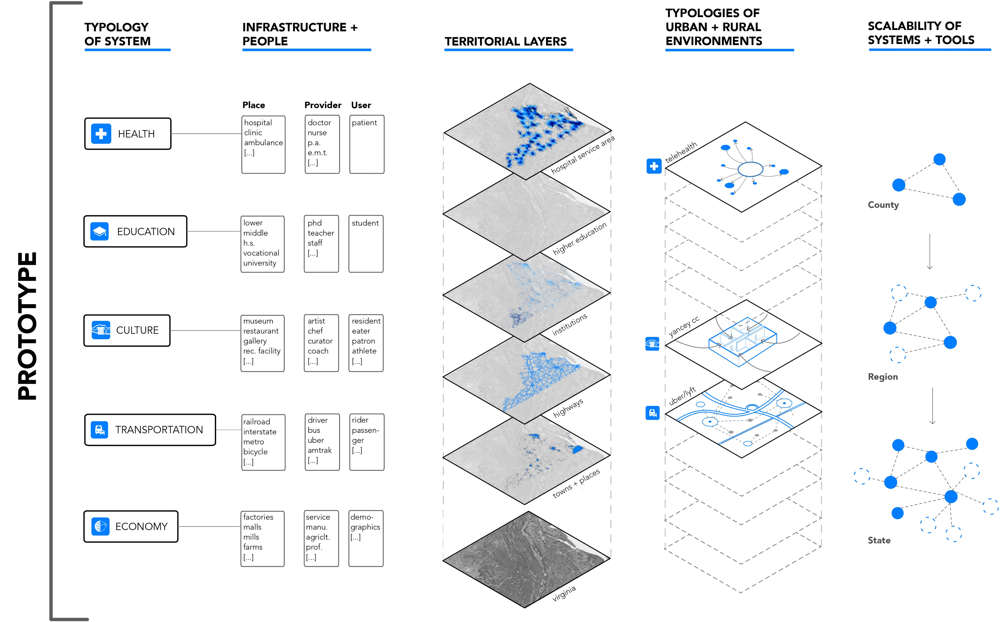 PROTOTYPE
TYPOLOGY
OF SYSTEM
INFRASTRUCTURE +
PEOPLE
TERRITORIAL LAYERS
TYPOLOGIES OF
URBAN + RURAL
ENVIRONMENTS
SCALABILITY OF
SYSTEMS + TOOLS
Place
Provider
User
HEALTH
hospital
clinic
ambulance
[...]
doctor
nurse
p.a.
e.m.t.
[...]
patient
EDUCATION
lower
middle
h.s.
vocational
university
phd
teacher
staff
[...]
student
CULTURE
museum
restaurant
gallery
rec. facility
[...]
artist
chef
curator
coach
[...]
resident
eater
patron
athlete
[...]
TRANSPORTATION
railroad
interstate
metro
bicycle
[...]
driver
bus
uber
amtrak
[...]
rider
passen-
ger
[...]
ECONOMY
factories
malls
mills
farms
[...]
service
manu.
agriclt.
prof.
[...]
demo-
graphics
[...]
hospital service area
higher education
institutions
highways
towns + places
virginia
telehealth
yancey cc
uber/lyft
County
Region
State